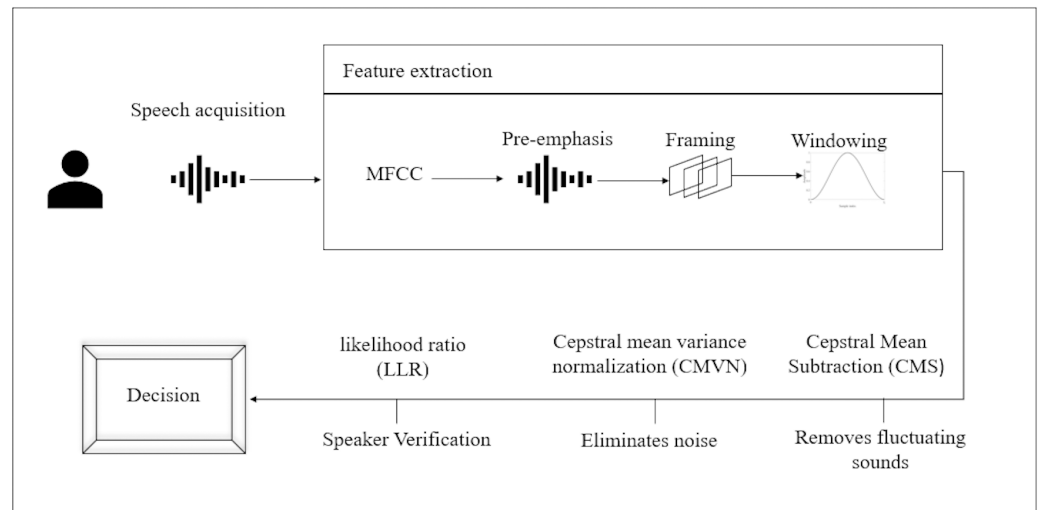 Feature extraction
Speech acquisition
MFCC
Pre-emphasis
Framing
Windowing
likelihood ratio
(LLR)
Cepstral mean variance
normalization (CMVN)
Cepstral Mean
Subtraction (CMS)
Decision
Speaker Verification
Eliminates noise
Removes fluctuating
sounds